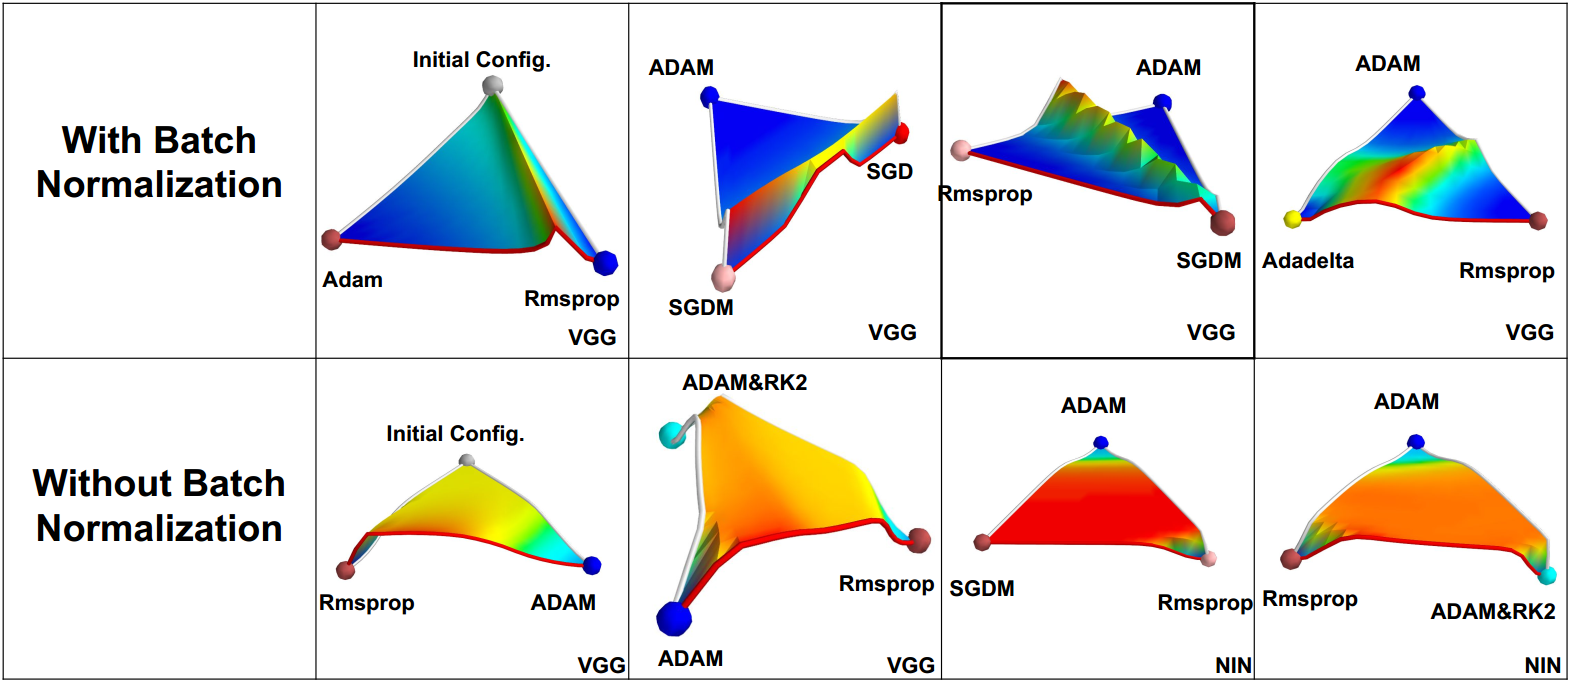 With Batch
Normalization
Initial Config.
Adam
Rmsprop
VGG
ADAM
SGD
SGDM
VGG
ADAM
Rmsprop
SGDM
VGG
ADAM
Adadelta
Rmsprop
VGG
Without Batch
Normalization
Initial Config.
Rmsprop
ADAM
VGG
ADAM&RK2
Rmsprop
ADAM
VGG
ADAM
SGDM
Rmsprop
NIN
ADAM
Rmsprop
ADAM&RK2
NIN